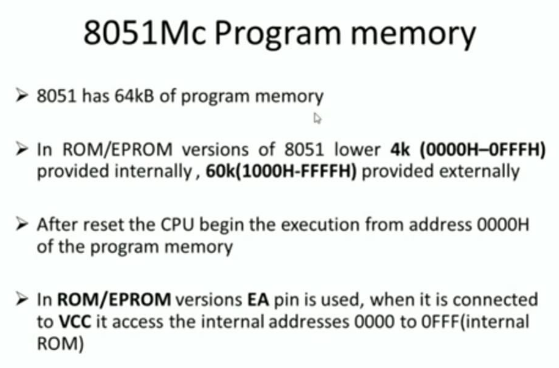 8051Mc Program memory
➢ 8051 has 64kB of program memory
➢ In ROM/EPROM versions of 8051 lower 4k (0000H–0FFFH)
provided internally , 60k(1000H-FFFFH) provided externally
➢ After reset the CPU begin the execution from address 0000H
of the program memory
➢ In ROM/EPROM versions EA pin is used, when it is connected
to VCC it access the internal addresses 0000 to 0FFF(internal
ROM)